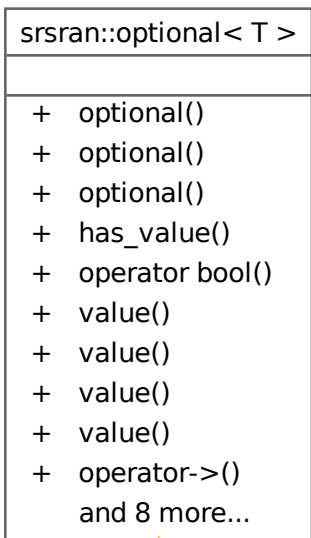 srsran::optional< T >
+ optional()
+ optional()
+ optional()
+ has_value()
+ operator bool()
+ value()
+ value()
+ value()
+ value()
+ operator->()
and 8 more...